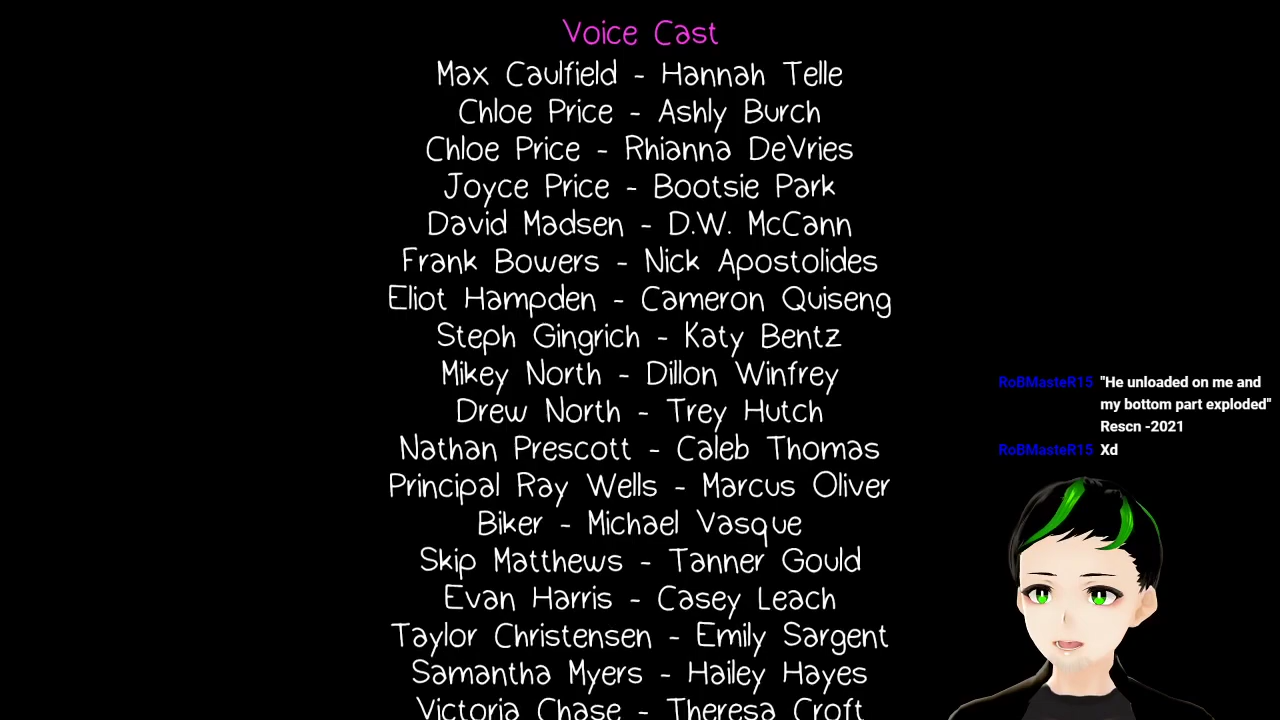 Voice Cast
Max Caulfield - Hannah Telle
Chloe Price - Ashly Burch
Chloe Price - Rhianna DeVries
Joyce Price - Bootsie Park
David Madsen - D.W. McCann
Frank Bowers - Nick Apostolides
Eliot Hampden - Cameron Quiseng
Steph Gingrich - Katy Bentz
Mikey North - Dillon Winfrey
Drew North - Trey Hutch
Nathan Prescott - Caleb Thomas
Principal Ray Wells - Marcus Oliver
Biker - Michael Vasque
Skip Matthews - Tanner Gould
Evan Harris - Casey Leach
Taylor Christensen - Emily Sargent
Samantha Myers - Hailey Hayes
Victoria Chase - Theresa Croft
RoBMasteR15 "He unloaded on me and
my bottom part exploded"
Rescn -2021
RoBMasteR15 Xd